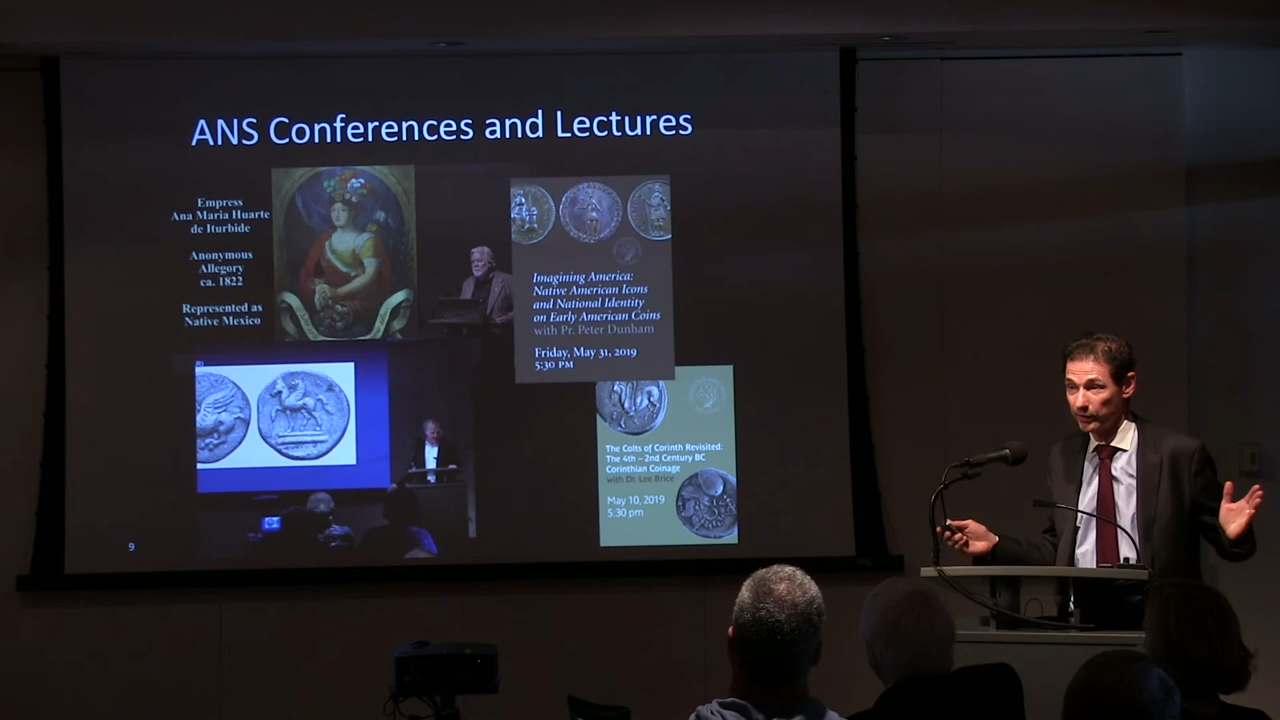 ANS Conferences and Lectures
Empress
Ana Maria Huarte
de Iturbide
Anonymous
Allegory
ca. 1822
Represented as
Native Mexico
Imagining America:
Native American Icons
and National Identity
on Early American Coins
with Pr. Peter Dunham
Friday, May 31, 2019
5:30 PM
The Colts of Corinth Revisited:
The 4th – 2nd Century BC
Corinthian Coinage
with Dr. Lee Brice
May 10, 2019
5:30 pm
9